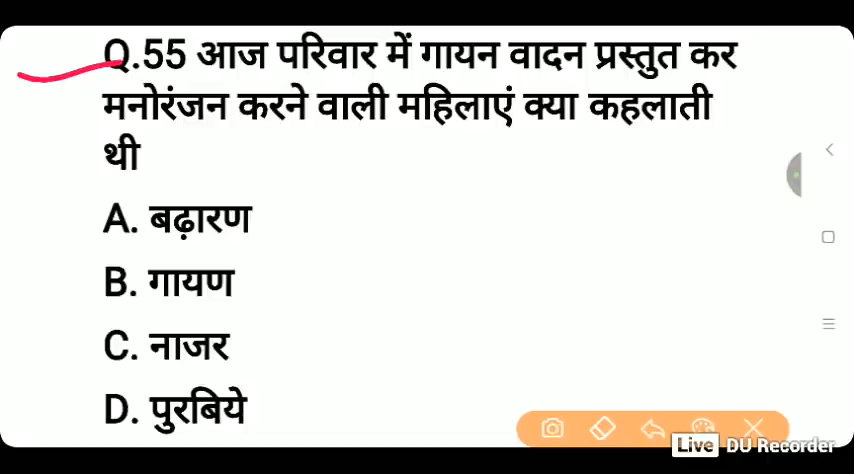 Q.55 आज परिवार में गायन वादन प्रस्तुत कर
मनोरंजन करने वाली महिलाएं क्या कहलाती
थी
A. बढ़ारण
B. गायण
C. नाजर
D. पुरबिये
Live DU Recorder